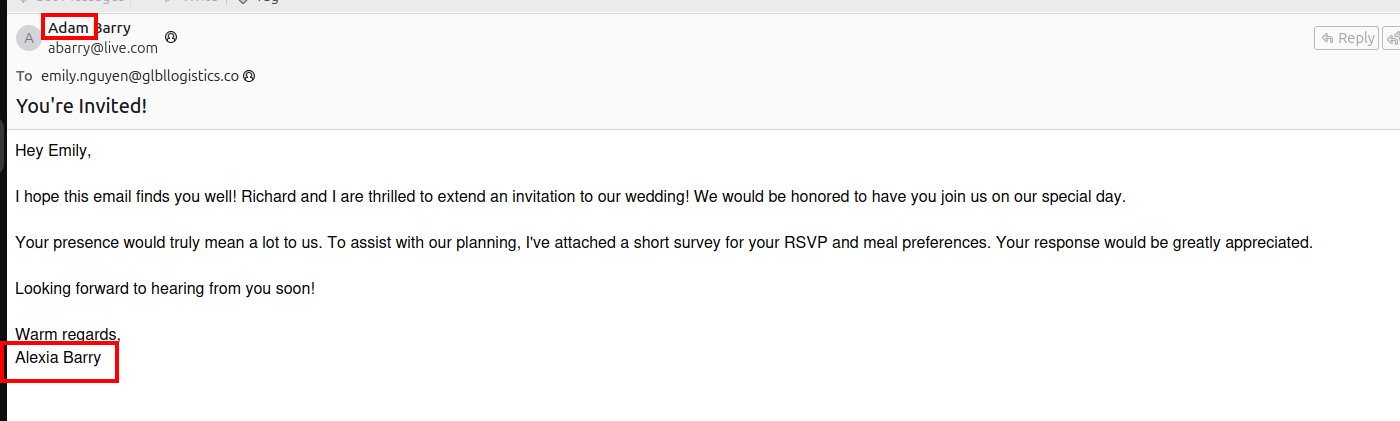 Adam Barry
A
abarry@live.com
Reply
To emily.nguyen@glbllogistics.co
You're Invited!
Hey Emily,
I hope this email finds you well! Richard and I are thrilled to extend an invitation to our wedding! We would be honored to have you join us on our special day.
Your presence would truly mean a lot to us. To assist with our planning, I've attached a short survey for your RSVP and meal preferences. Your response would be greatly appreciated.
Looking forward to hearing from you soon!
Warm regards,
Alexia Barry